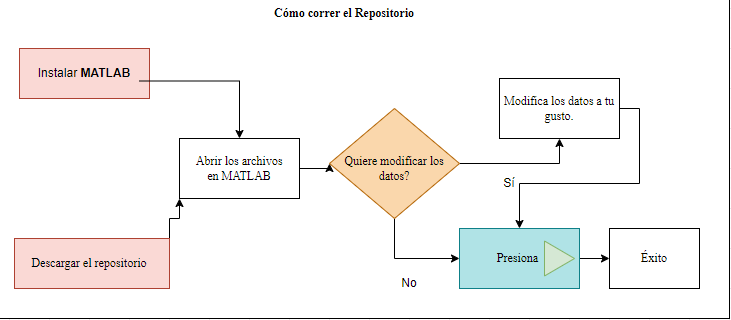 Cómo correr el Repositorio
Instalar MATLAB
Modifica los datos a tu
gusto.
Abrir los archivos
en MATLAB
Quiere modificar los
datos?
Sí
Descargar el repositorio
Presiona
Éxito
No